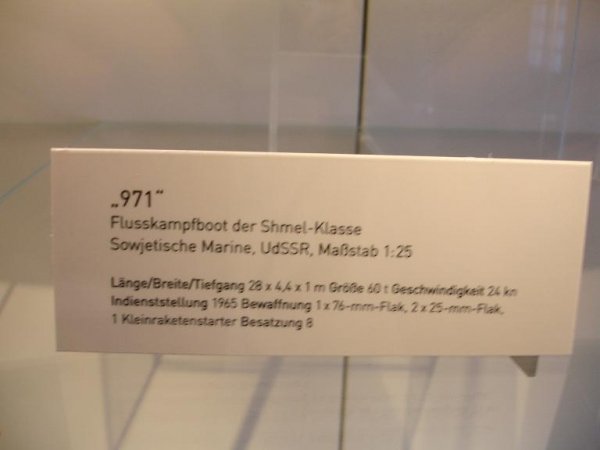 „971“
Flusskampfboot der Shmel-Klasse
Sowjetische Marine, UdSSR, Maßstab 1:25
Länge/Breite/Tiefgang 28 x 4,4 x 1 m Größe 60 t Geschwindigkeit 24 kn
Indienststellung 1965 Bewaffnung 1 x 76-mm-Flak, 2 x 25-mm-Flak,
1 Kleinraketenstarter Besatzung 8